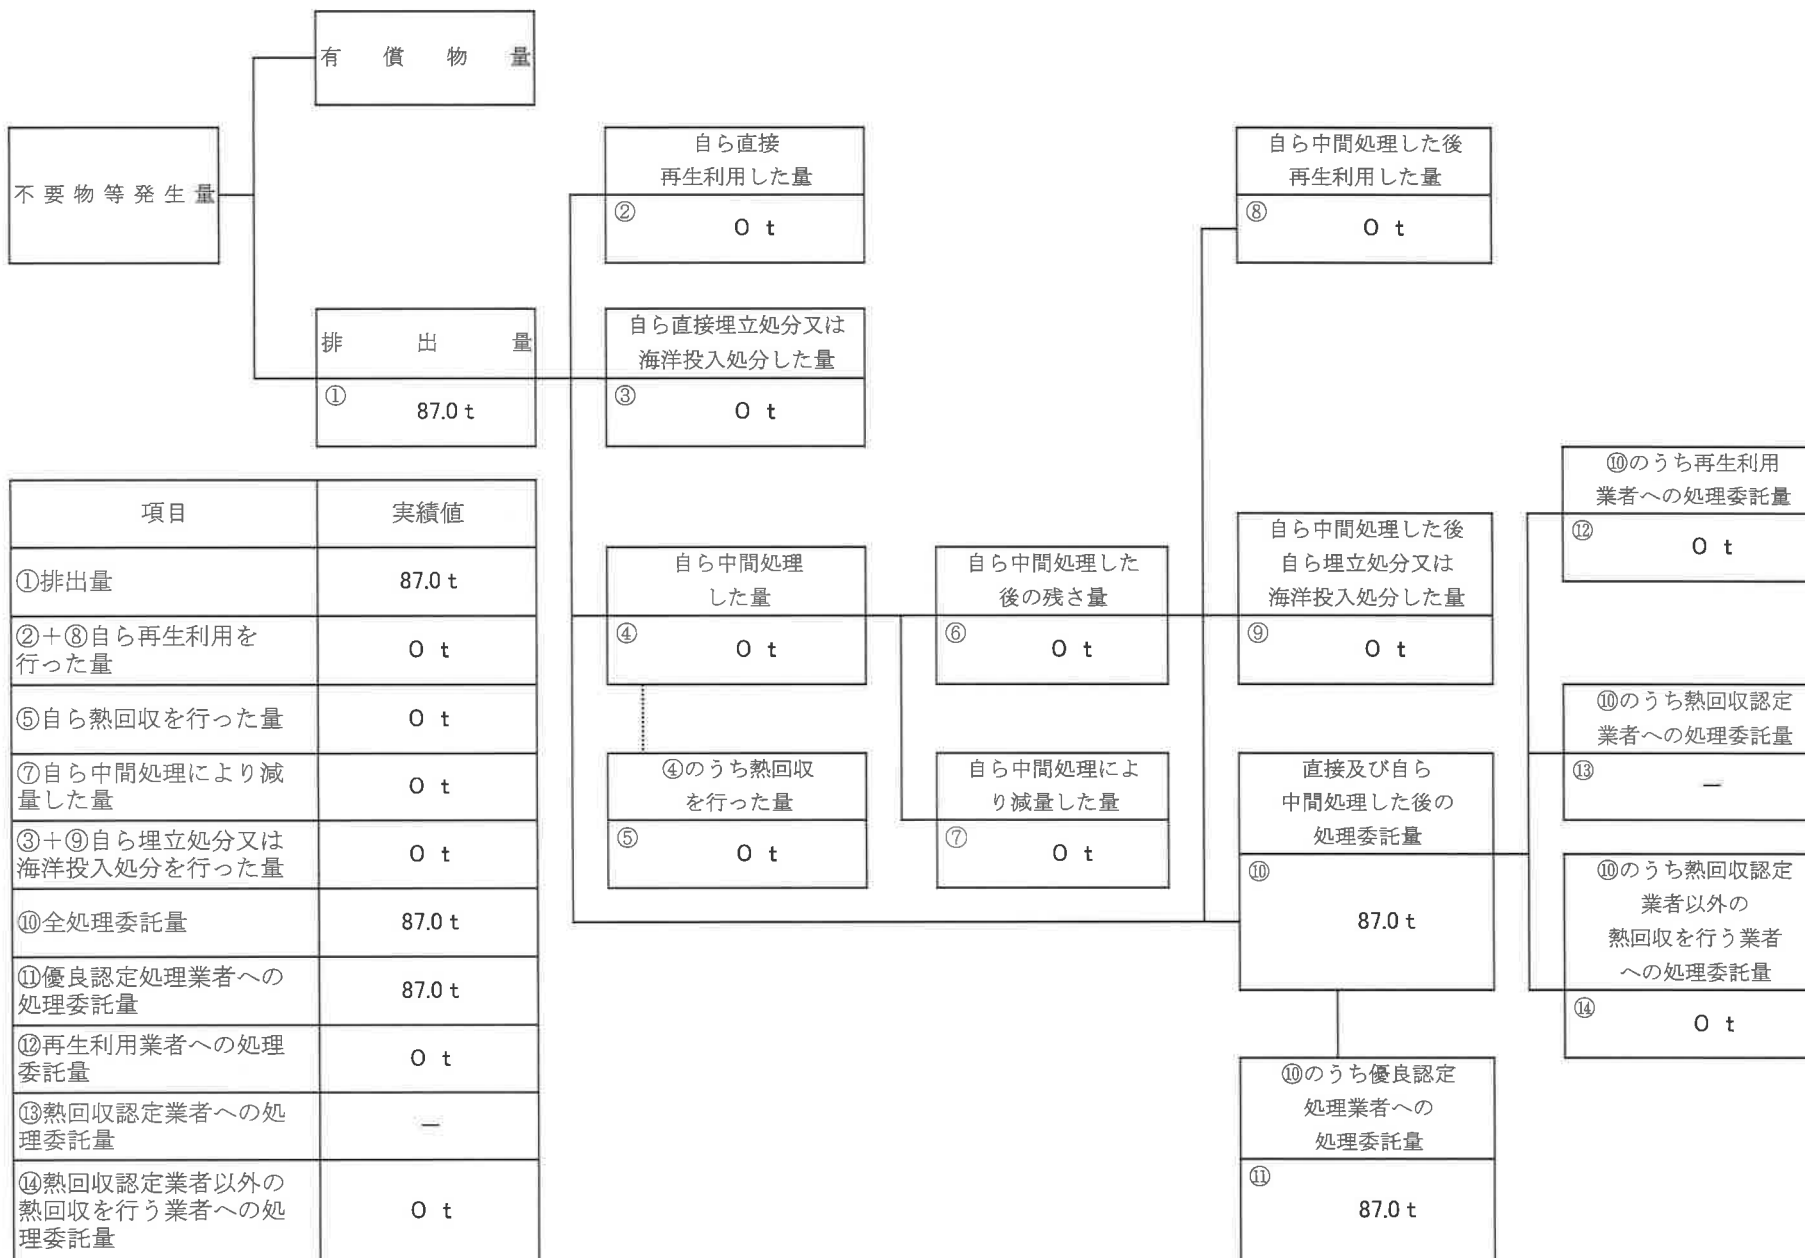 有償物量
不要物等発生量
自ら直接
再生利用した量
②
0 t
自ら中間処理した後
再生利用した量
⑧
0 t
排出量
①
87.0 t
自ら直接埋立処分又は
海洋投入処分した量
③
0 t
項目 実績値
①排出量 87.0 t
②+⑧自ら再生利用を
行った量
0 t
⑤自ら熱回収を行った量 0 t
⑦自ら中間処理により減
量した量
0 t
③+⑨自ら埋立処分又は
海洋投入処分を行った量
0 t
⑩全処理委託量 87.0 t
⑪優良認定処理業者への
処理委託量
87.0 t
⑫再生利用業者への処理
委託量
0 t
⑬熱回収認定業者への処
理委託量
—
⑭熱回収認定業者以外の
熱回収を行う業者への処
理委託量
0 t
自ら中間処理
した量
④
0 t
④のうち熱回収
を行った量
⑤
0 t
自ら中間処理した
後の残さ量
⑥
0 t
自ら中間処理によ
り減量した量
⑦
0 t
自ら中間処理した後
自ら埋立処分又は
海洋投入処分した量
⑨
0 t
直接及び自ら
中間処理した後の
処理委託量
⑩
87.0 t
⑩のうち優良認定
処理業者への
処理委託量
⑪
87.0 t
⑩のうち再生利用
業者への処理委託量
⑫
0 t
⑩のうち熱回収認定
業者への処理委託量
⑬
—
⑩のうち熱回収認定
業者以外の
熱回収を行う業者
への処理委託量
⑭
0 t